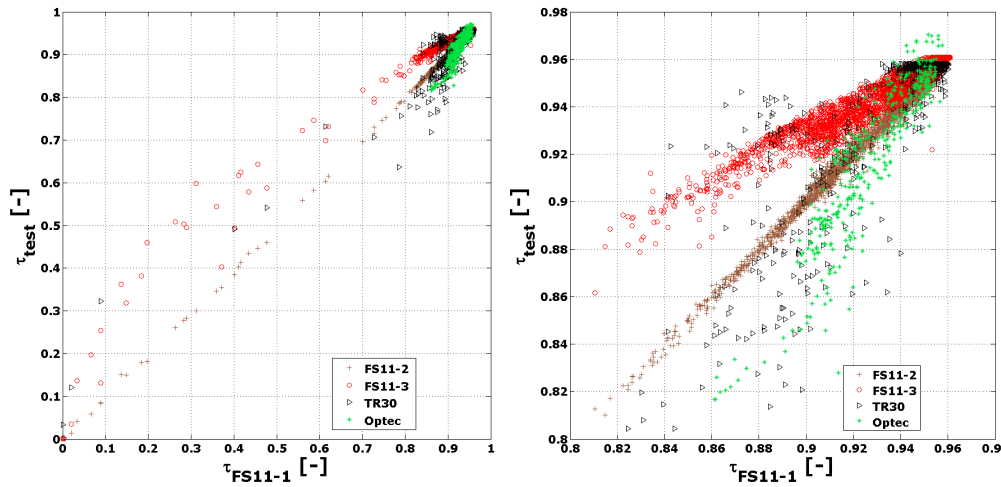 1
0.9
0.8
0.7
0.6
0.5
0.4
0.3
0.2
0.1
0
τtest [-]
0 0.1 0.2 0.3 0.4 0.5 0.6 0.7 0.8 0.9 1
τFS11-1 [-]
FS11-2
FS11-3
TR30
Optec
0.98
0.96
0.94
0.92
0.9
0.88
0.86
0.84
0.82
0.8
τtest [-]
0.8 0.82 0.84 0.86 0.88 0.9 0.92 0.94 0.96 0.9
τFS11-1 [-]
FS11-2
FS11-3
TR30
Optec